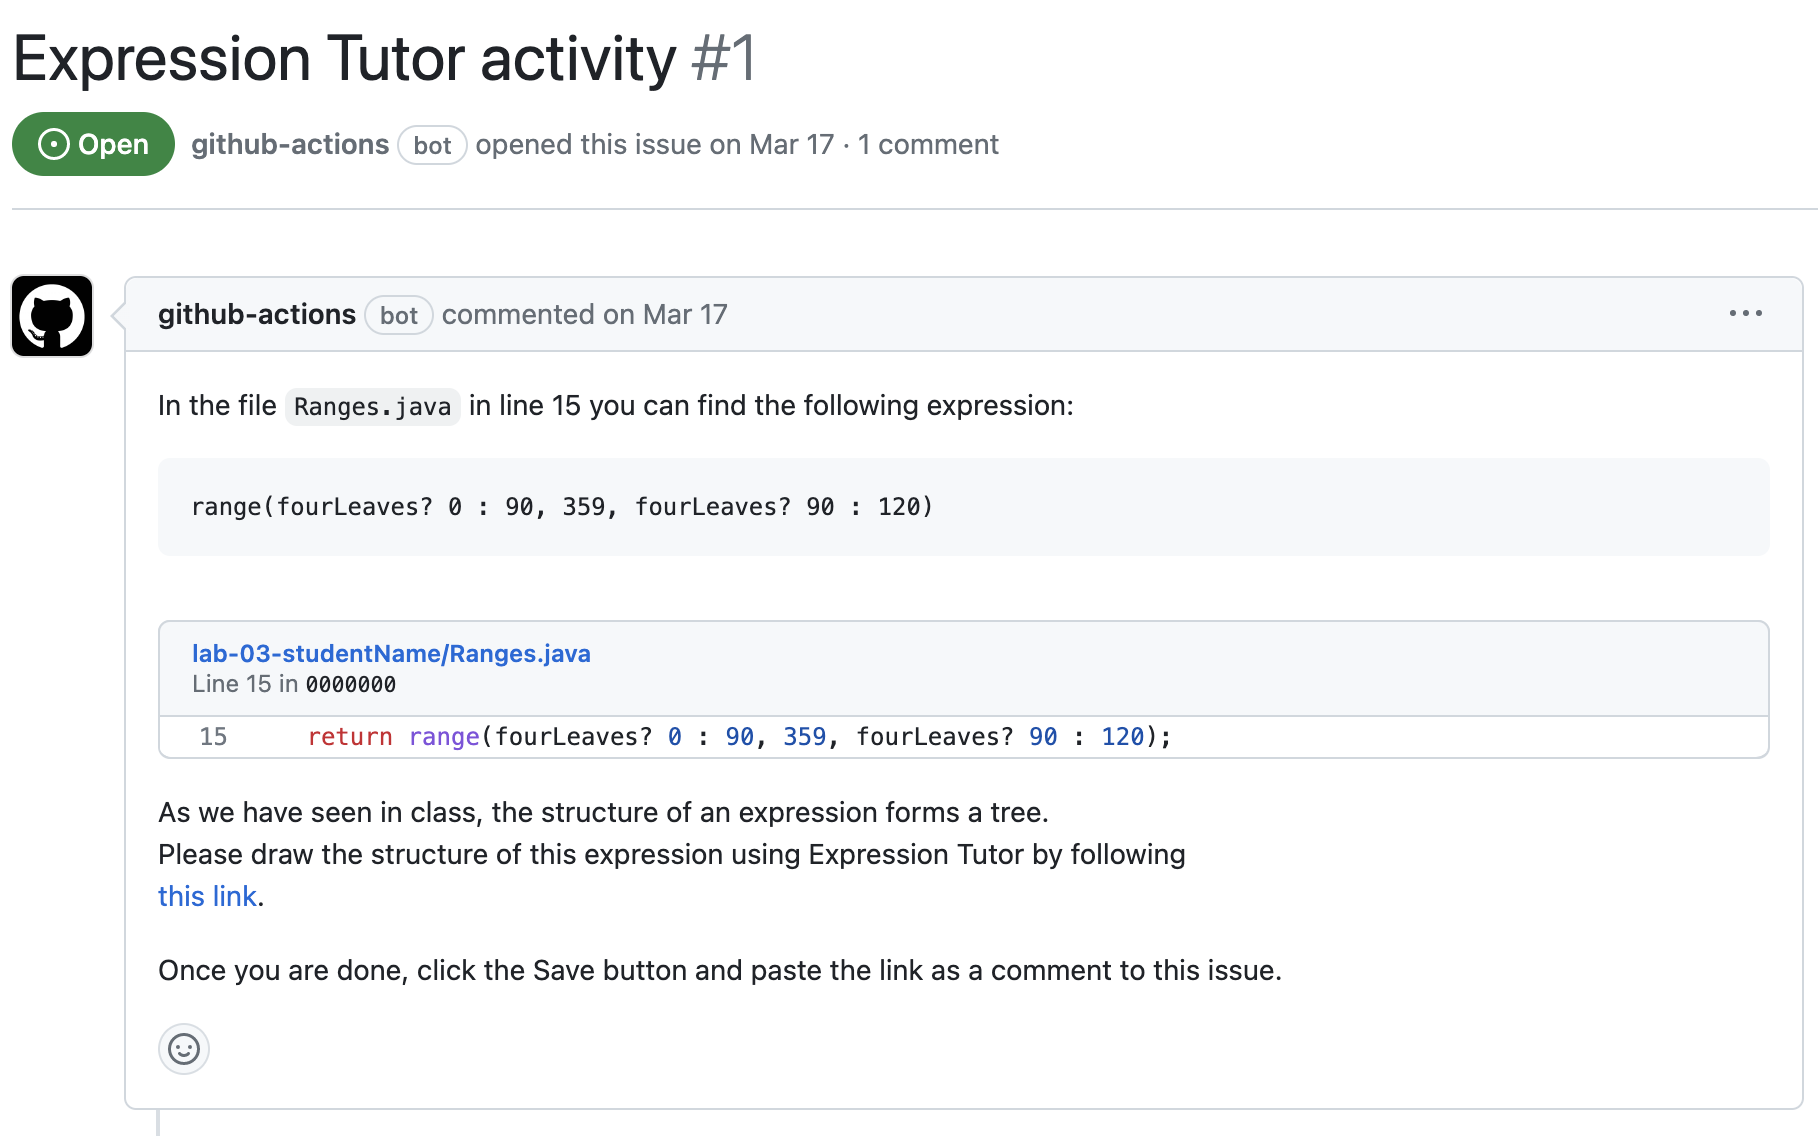 Expression Tutor activity #1
Open github-actions bot opened this issue on Mar 17 · 1 comment
github-actions bot commented on Mar 17
In the file Ranges.java in line 15 you can find the following expression:
range(fourLeaves? 0 : 90, 359, fourLeaves? 90 : 120)
lab-03-studentName/Ranges.java
Line 15 in 0000000
15 return range(fourLeaves? 0 : 90, 359, fourLeaves? 90 : 120);
As we have seen in class, the structure of an expression forms a tree.
Please draw the structure of this expression using Expression Tutor by following
this link.
Once you are done, click the Save button and paste the link as a comment to this issue.